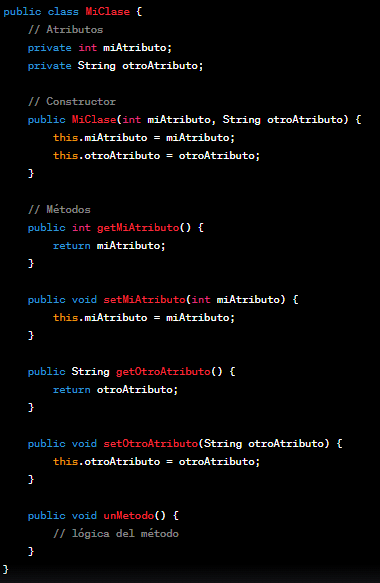 public class MiClase {
    // Atributos
    private int miAtributo;
    private String otroAtributo;

    // Constructor
    public MiClase(int miAtributo, String otroAtributo) {
        this.miAtributo = miAtributo;
        this.otroAtributo = otroAtributo;
    }

    // Métodos
    public int getMiAtributo() {
        return miAtributo;
    }

    public void setMiAtributo(int miAtributo) {
        this.miAtributo = miAtributo;
    }

    public String getOtroAtributo() {
        return otroAtributo;
    }

    public void setOtroAtributo(String otroAtributo) {
        this.otroAtributo = otroAtributo;
    }

    public void unMetodo() {
        // lógica del método
    }
}